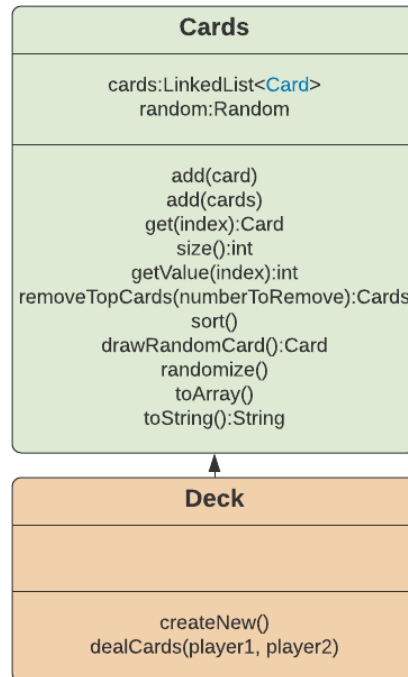 Cards
cards:LinkedList<Card>
random:Random
add(card)
add(cards)
get(index):Card
size():int
getValue(index):int
removeTopCards(numberToRemove):Cards
sort()
drawRandomCard():Card
randomize()
toArray()
toString():String
Deck
createNew()
dealCards(player1, player2)